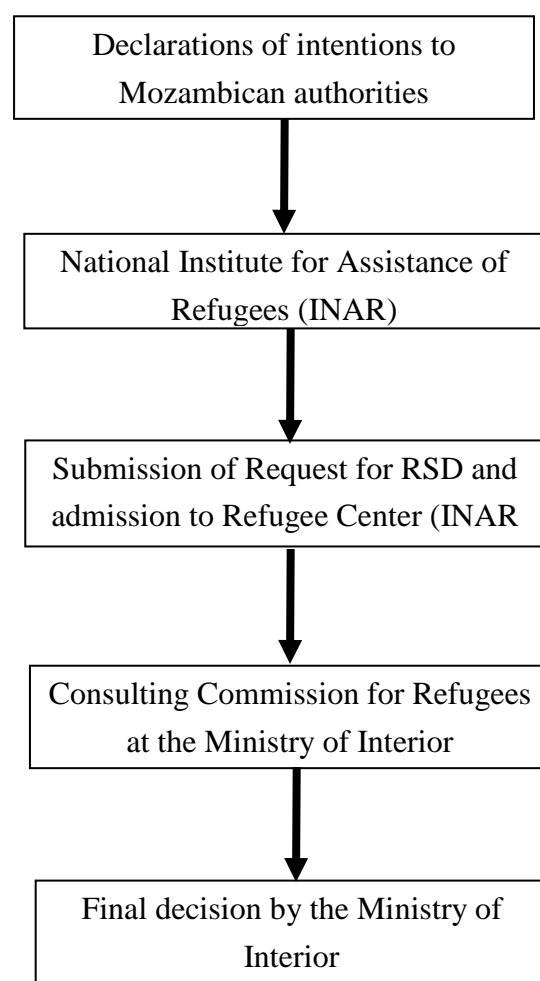 Declarations of intentions to
Mozambican authorities
National Institute for Assistance of
Refugees (INAR)
Submission of Request for RSD and
admission to Refugee Center (INAR
Consulting Commission for Refugees
at the Ministry of Interior
Final decision by the Ministry of
Interior